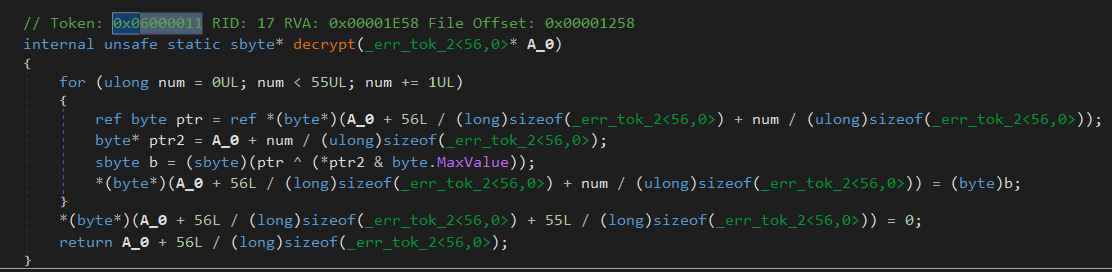 // Token: 0x06000011 RID: 17 RVA: 0x00001E58 File Offset: 0x00001258
internal unsafe static sbyte* decrypt(_err_tok_2<56,0>* A_0)
{
for (ulong num = 0UL; num < 55UL; num += 1UL)
{
ref byte ptr = ref *(byte*)(A_0 + 56L / (long)sizeof(_err_tok_2<56,0>) + num / (ulong)sizeof(_err_tok_2<56,0>));
byte* ptr2 = A_0 + num / (ulong)sizeof(_err_tok_2<56,0>);
sbyte b = (sbyte)(ptr ^ (*ptr2 & byte.MaxValue));
*(byte*)(A_0 + 56L / (long)sizeof(_err_tok_2<56,0>) + num / (ulong)sizeof(_err_tok_2<56,0>)) = (byte)b;
}
*(byte*)(A_0 + 56L / (long)sizeof(_err_tok_2<56,0>) + 55L / (long)sizeof(_err_tok_2<56,0>)) = 0;
return A_0 + 56L / (long)sizeof(_err_tok_2<56,0>);
}